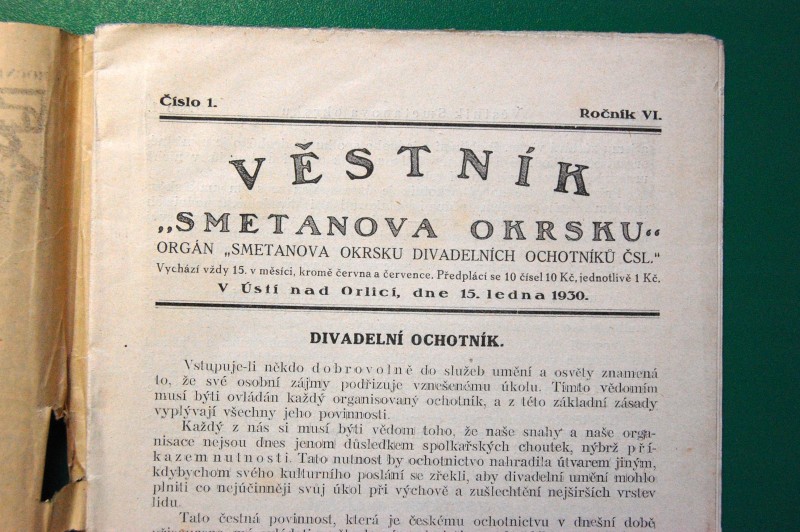 Číslo 1.
Ročník VI.
VĚSTNÍK
„SMETANOVA OKRSKU“
ORGÁN „SMETANOVA OKRSKU DIVADELNÍCH OCHOTNÍKŮ ČSL.“
Vychází vždy 15. v měsíci, kromě června a července. Předplácí se 10 čísel 10 Kč, jednotlivě 1 Kč.
V Ústí nad Orlicí, dne 15. ledna 1930.
DIVADELNÍ OCHOTNÍK.
Vstupuje-li někdo dobrovolně do služeb umění a osvěty znamená
to, že své osobní zájmy podřizuje vznešenému úkolu. Tímto vědomím
musí býti ovládán každý organisovaný ochotník, a z této základní zásady
vyplývají všechny jeho povinnosti.
Každý z nás si musí býti vědom toho, že naše snahy a naše orga-
nisace nejsou dnes jenom důsledkem spolkařských choutek, nýbrž pří-
kazem nutnosti. Tato nutnost by ochotnictvo nahradila útvarem jiným,
kdybychom svého kulturního poslání se zřekli, aby divadelní umění mohlo
plniti co nejúčinněji svůj úkol při výchově a zušlechtění nejširších vrstev
lidu.
Tato čestná povinnost, která je českému ochotnictvu v dnešní době